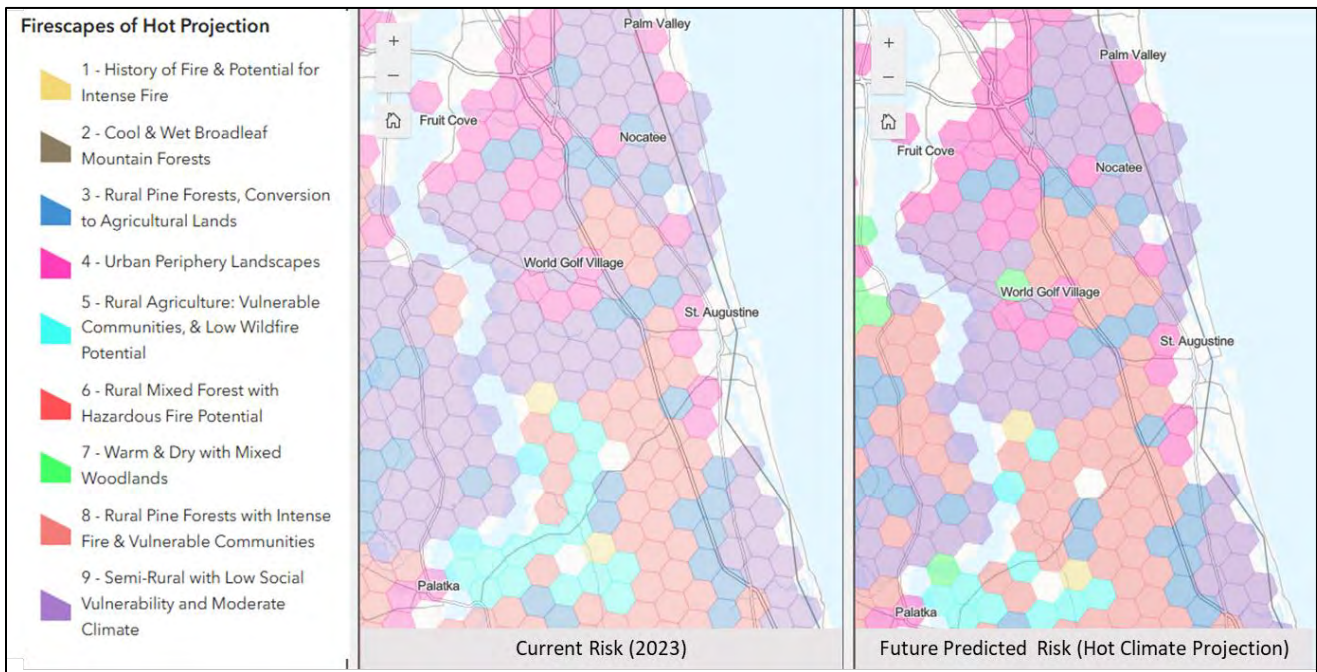 Firescapes of Hot Projection
1 - History of Fire & Potential for
Intense Fire
2 - Cool & Wet Broadleaf
Mountain Forests
3 - Rural Pine Forests, Conversion
to Agricultural Lands
4 - Urban Periphery Landscapes
5 - Rural Agriculture: Vulnerable
Communities, & Low Wildfire
Potential
6 - Rural Mixed Forest with
Hazardous Fire Potential
7 - Warm & Dry with Mixed
Woodlands
8 - Rural Pine Forests with Intense
Fire & Vulnerable Communities
9 - Semi-Rural with Low Social
Vulnerability and Moderate
Climate
+
−
Palm Valley
Fruit Cove
Nocatee
World Golf Village
St. Augustine
Palatka
Current Risk (2023)
+
−
Palm Valley
Fruit Cove
Nocatee
World Golf Village
St. Augustine
Palatka
Future Predicted Risk (Hot Climate Projection)